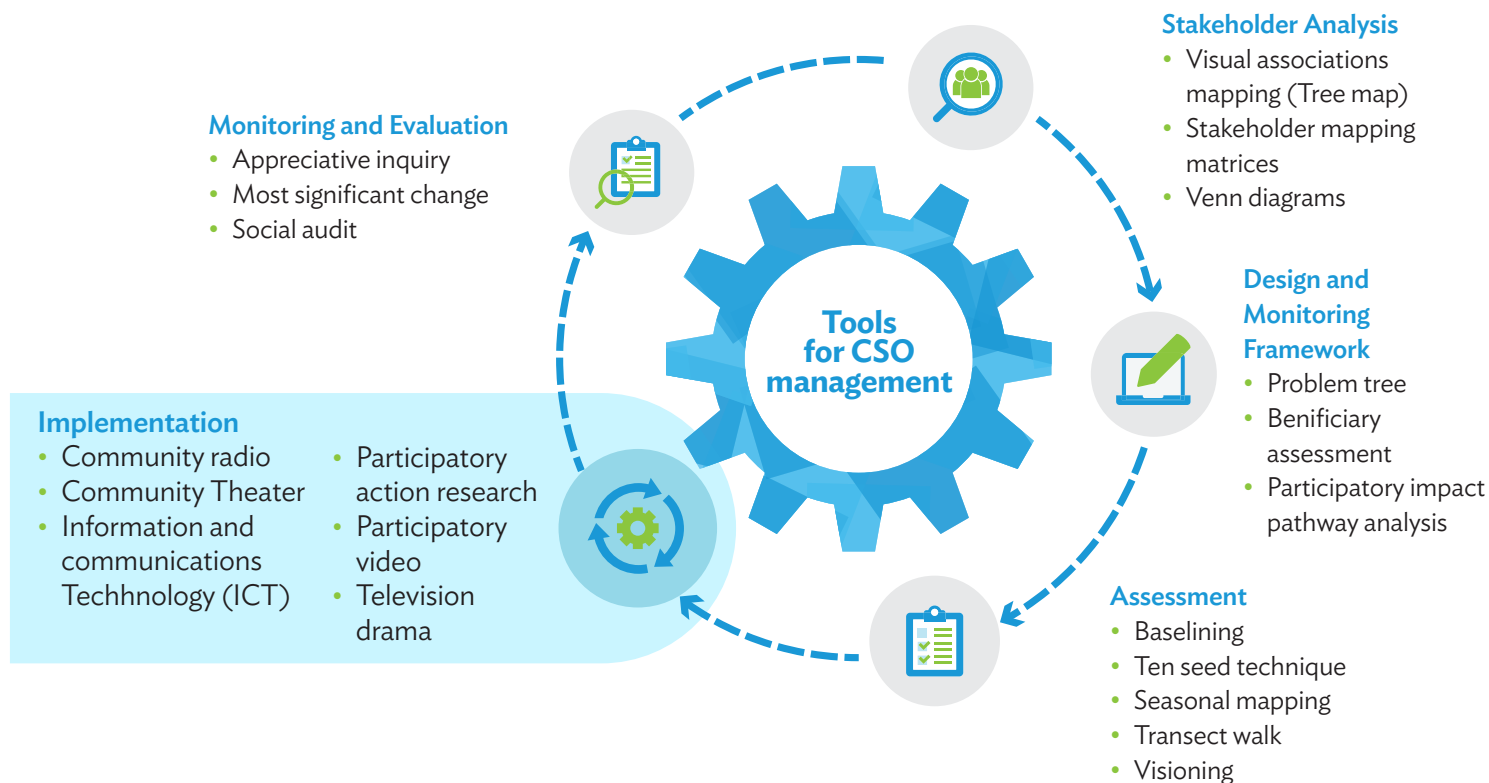 Stakeholder Analysis
• Visual associations
mapping (Tree map)
• Stakeholder mapping
matrices
• Venn diagrams
Monitoring and Evaluation
• Appreciative inquiry
• Most significant change
• Social audit
Tools
for CSO
management
Design and
Monitoring
Framework
• Problem tree
• Benificiary
assessment
• Participatory impact
pathway analysis
Implementation
• Community radio
• Community Theater
• Information and
communications
Techhnology (ICT)
• Participatory
action research
• Participatory
video
• Television
drama
Assessment
• Baselining
• Ten seed technique
• Seasonal mapping
• Transect walk
• Visioning